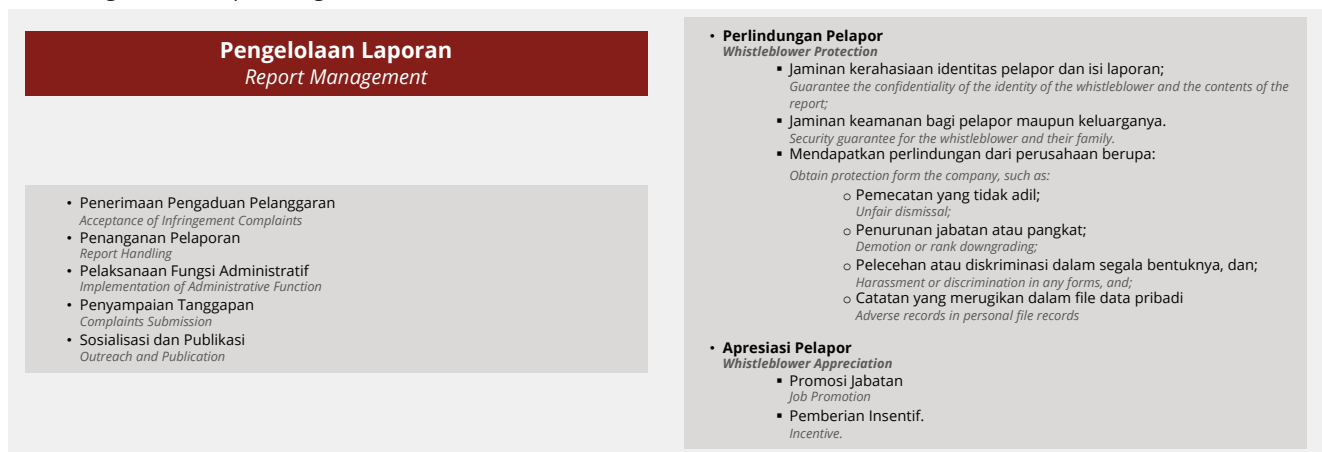 Pengelolaan Laporan
Report Management
• Penerimaan Pengaduan Pelanggaran
Acceptance of Infringement Complaints
• Penanganan Pelaporan
Report Handling
• Pelaksanaan Fungsi Administratif
Implementation of Administrative Function
• Penyampaian Tanggapan
Complaints Submission
• Sosialisasi dan Publikasi
Outreach and Publication
• Perlindungan Pelapor
Whistleblower Protection
▪ Jaminan kerahasiaan identitas pelapor dan isi laporan;
Guarantee the confidentiality of the identity of the whistleblower and the contents of the
report;
▪ Jaminan keamanan bagi pelapor maupun keluarganya.
Security guarantee for the whistleblower and their family.
▪ Mendapatkan perlindungan dari perusahaan berupa:
Obtain protection form the company, such as:
○ Pemecatan yang tidak adil;
Unfair dismissal;
○ Penurunan jabatan atau pangkat;
Demotion or rank downgrading;
○ Pelecehan atau diskriminasi dalam segala bentuknya, dan;
Harassment or discrimination in any forms, and;
○ Catatan yang merugikan dalam file data pribadi
Adverse records in personal file records
• Apresiasi Pelapor
Whistleblower Appreciation
▪ Promosi Jabatan
Job Promotion
▪ Pemberian Insentif.
Incentive.